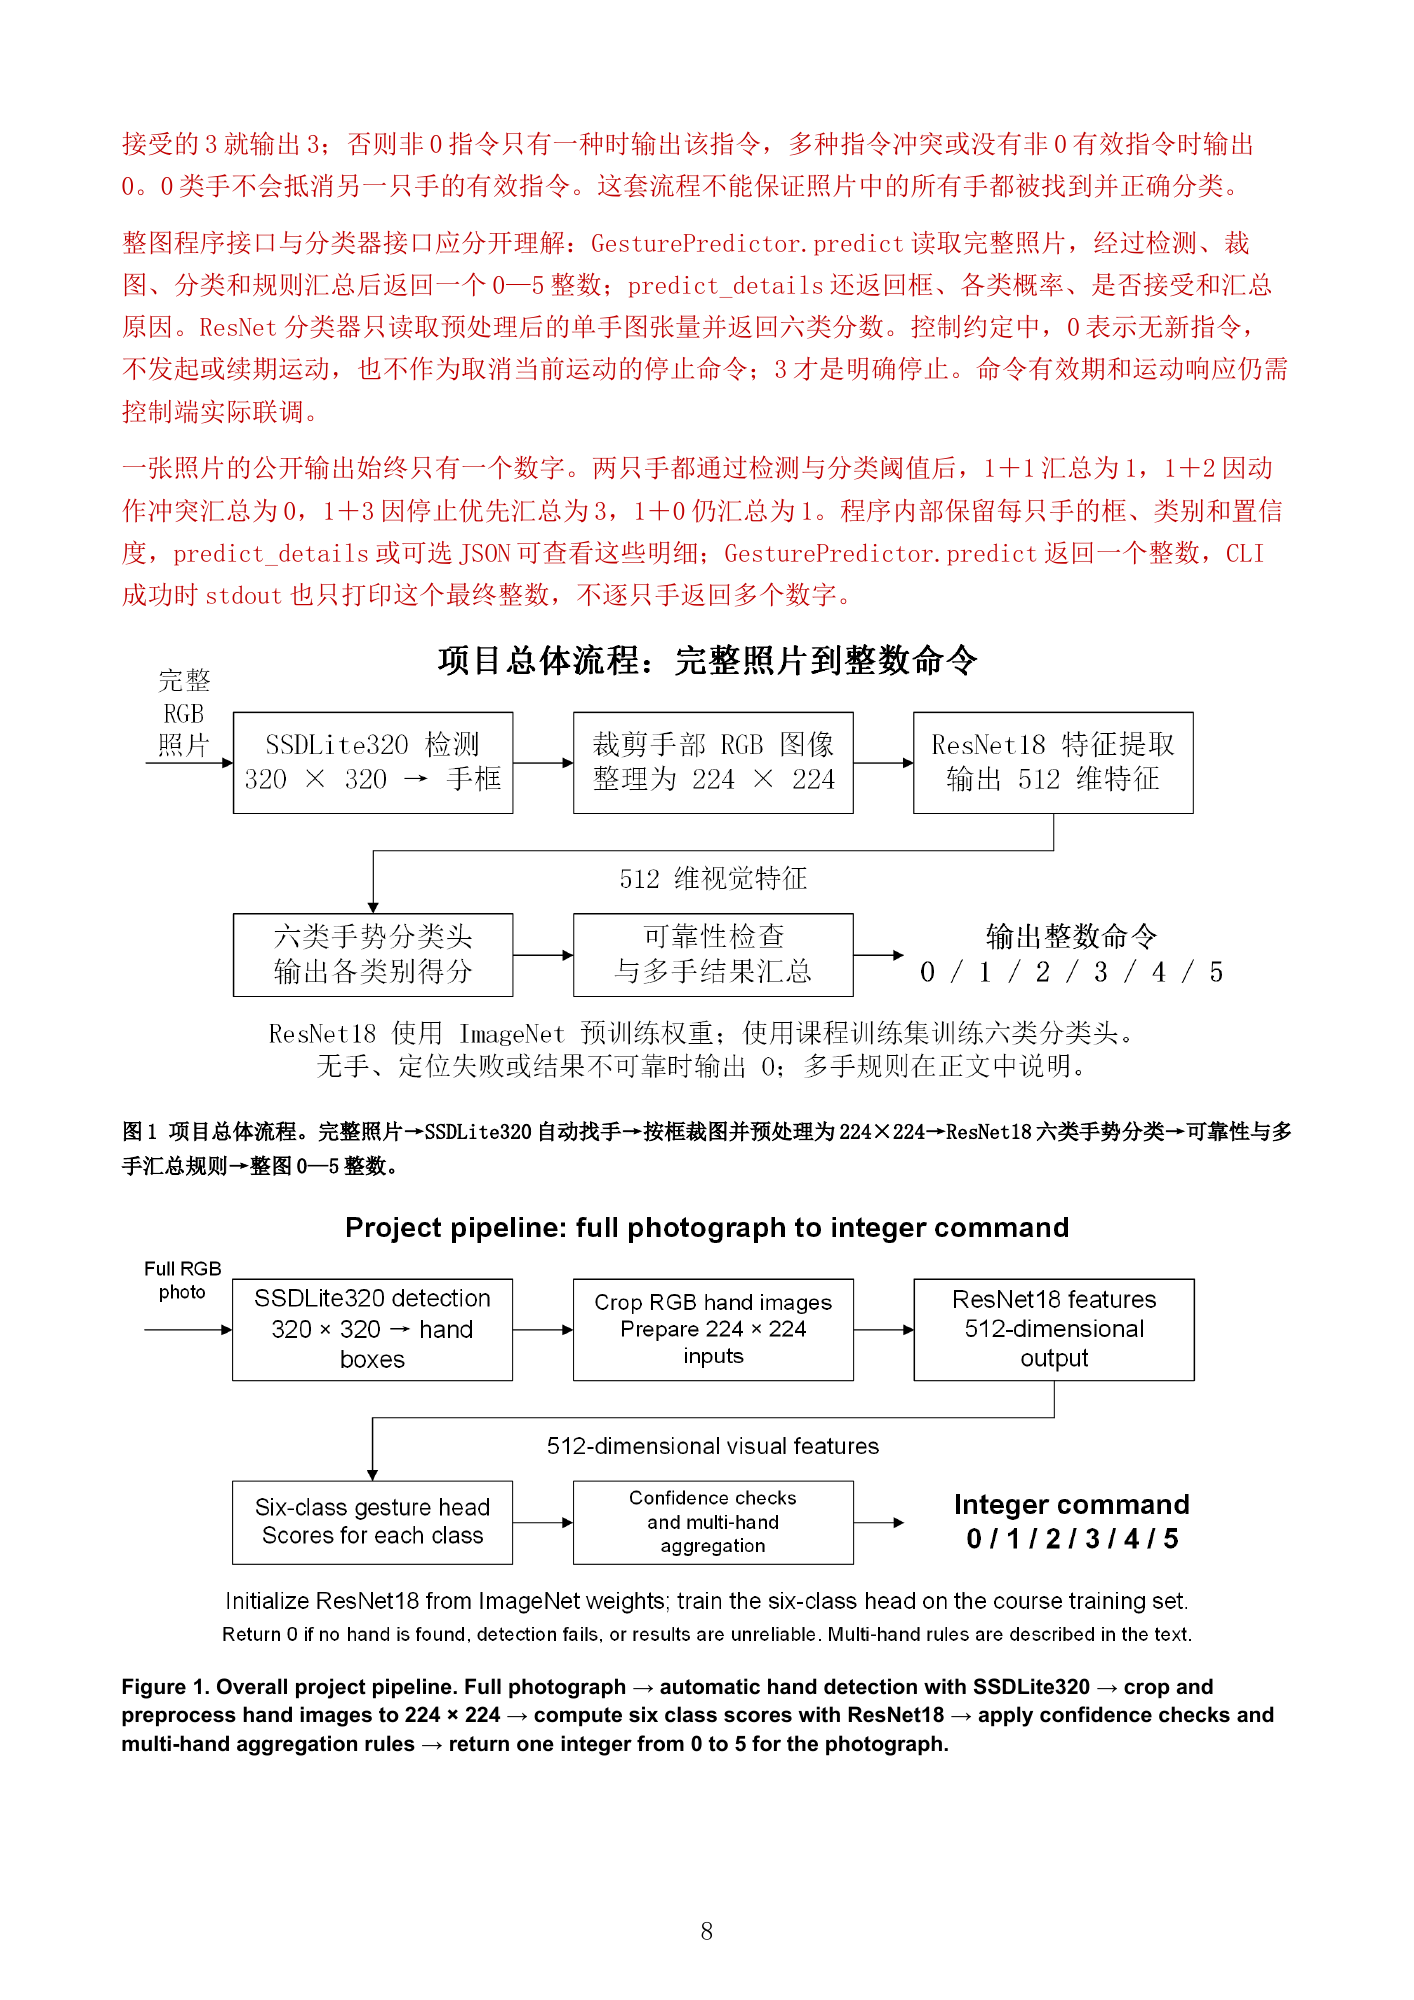 接受的 3 就输出 3；否则非 0 指令只有一种时输出该指令，多种指令冲突或没有非 0 有效指令时输出
0。0 类手不会抵消另一只手的有效指令。这套流程不能保证照片中的所有手都被找到并正确分类。
整图程序接口与分类器接口应分开理解：GesturePredictor.predict 读取完整照片，经过检测、裁
图、分类和规则汇总后返回一个 0—5 整数；predict_details 还返回框、各类概率、是否接受和汇总
原因。ResNet 分类器只读取预处理后的单手图张量并返回六类分数。控制约定中，0 表示无新指令，
不发起或续期运动，也不作为取消当前运动的停止命令；3 才是明确停止。命令有效期和运动响应仍需
控制端实际联调。
一张照片的公开输出始终只有一个数字。两只手都通过检测与分类阈值后，1＋1 汇总为 1，1＋2 因动
作冲突汇总为 0，1＋3 因停止优先汇总为 3，1＋0 仍汇总为 1。程序内部保留每只手的框、类别和置信
度，predict_details 或可选 JSON 可查看这些明细；GesturePredictor.predict 返回一个整数，CLI
成功时 stdout 也只打印这个最终整数，不逐只手返回多个数字。
项目总体流程：完整照片到整数命令
完整
RGB
照片
SSDLite320 检测
320 × 320 → 手框
裁剪手部 RGB 图像
整理为 224 × 224
ResNet18 特征提取
输出 512 维特征
512 维视觉特征
六类手势分类头
输出各类别得分
可靠性检查
与多手结果汇总
输出整数命令
0 / 1 / 2 / 3 / 4 / 5
ResNet18 使用 ImageNet 预训练权重；使用课程训练集训练六类分类头。
无手、定位失败或结果不可靠时输出 0；多手规则在正文中说明。
图 1 项目总体流程。完整照片→SSDLite320 自动找手→按框裁图并预处理为 224×224→ResNet18 六类手势分类→可靠性与多
手汇总规则→整图 0—5 整数。
Project pipeline: full photograph to integer command
Full RGB
photo
SSDLite320 detection
320 × 320 → hand
boxes
Crop RGB hand images
Prepare 224 × 224
inputs
ResNet18 features
512-dimensional
output
512-dimensional visual features
Six-class gesture head
Scores for each class
Confidence checks
and multi-hand
aggregation
Integer command
0 / 1 / 2 / 3 / 4 / 5
Initialize ResNet18 from ImageNet weights; train the six-class head on the course training set.
Return 0 if no hand is found, detection fails, or results are unreliable. Multi-hand rules are described in the text.
Figure 1. Overall project pipeline. Full photograph → automatic hand detection with SSDLite320 → crop and
preprocess hand images to 224 × 224 → compute six class scores with ResNet18 → apply confidence checks and
multi-hand aggregation rules → return one integer from 0 to 5 for the photograph.
8